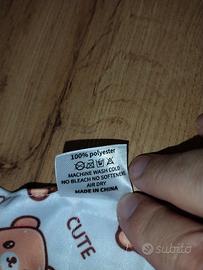 100% polyester
MACHINE WASH COLD
NO BLEACH NO SOFTENER
AIR DRY
MADE IN CHINA
CUTE
subito